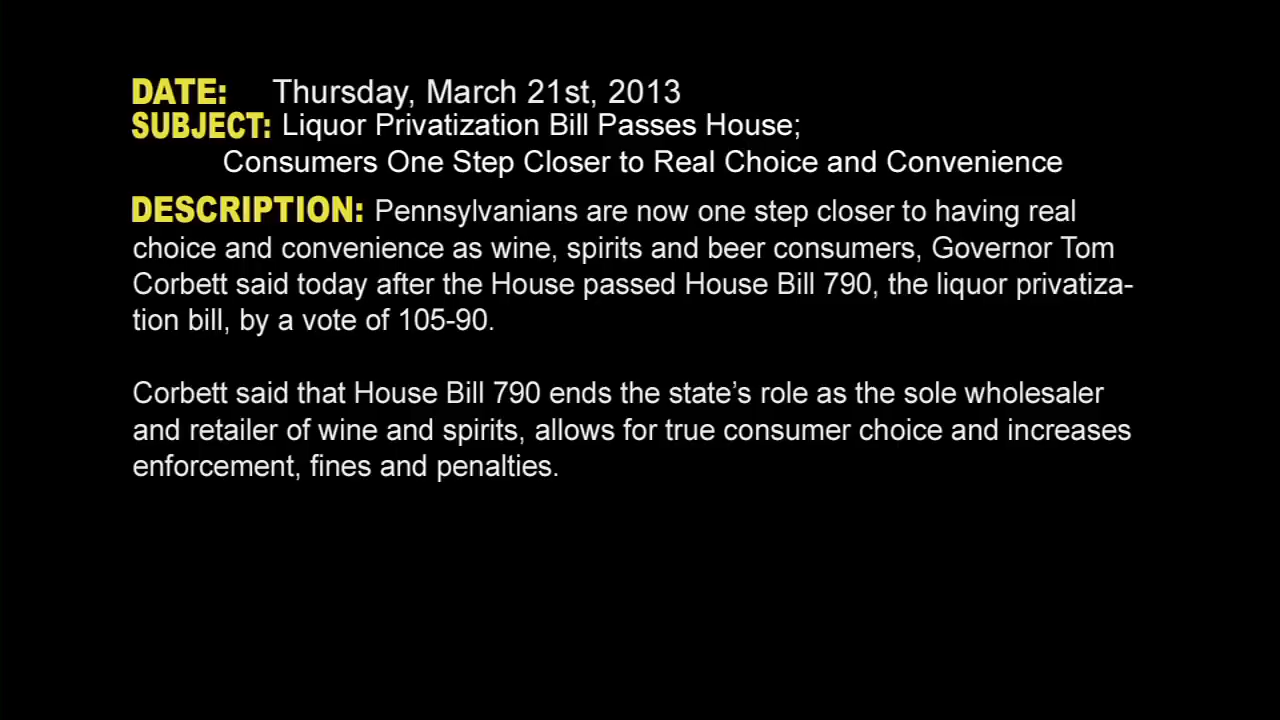 DATE: Thursday, March 21st, 2013
SUBJECT: Liquor Privatization Bill Passes House;
Consumers One Step Closer to Real Choice and Convenience
DESCRIPTION: Pennsylvanians are now one step closer to having real
choice and convenience as wine, spirits and beer consumers, Governor Tom
Corbett said today after the House passed House Bill 790, the liquor privatiza-
tion bill, by a vote of 105-90.
Corbett said that House Bill 790 ends the state’s role as the sole wholesaler
and retailer of wine and spirits, allows for true consumer choice and increases
enforcement, fines and penalties.